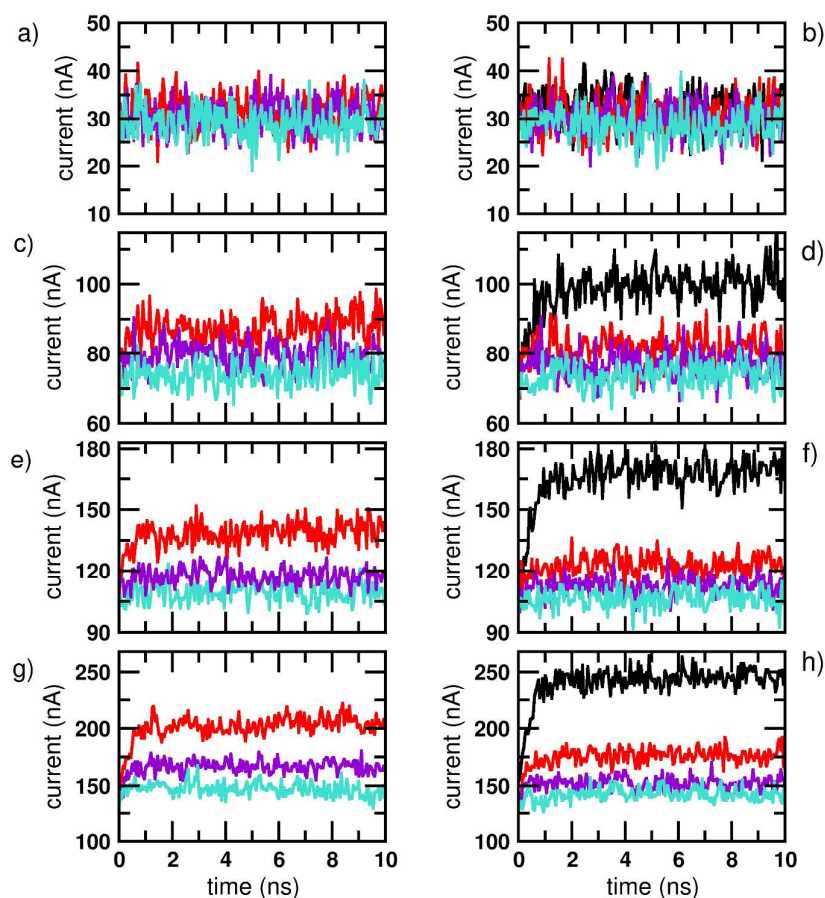 a)
50
40
30
20
10
current (nA)
b)
50
40
30
20
10
current (nA)
c)
100
80
60
current (nA)
d)
100
80
60
current (nA)
e)
180
150
120
90
current (nA)
f)
180
150
120
90
current (nA)
g)
250
200
150
100
current (nA)
0 2 4 6 8 10
time (ns)
h)
250
200
150
100
current (nA)
0 2 4 6 8 10
time (ns)